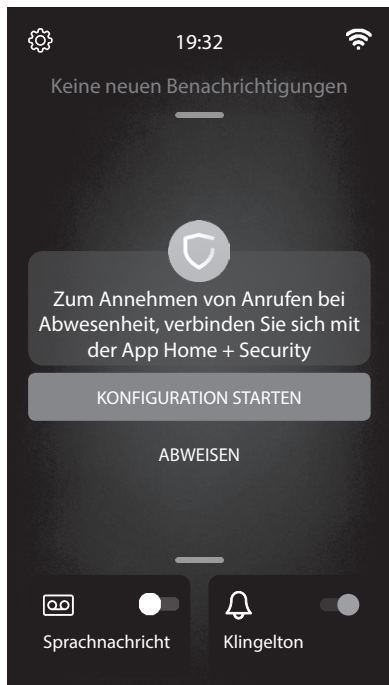 19:32
Keine neuen Benachrichtigungen
Zum Annehmen von Anrufen bei
Abwesenheit, verbinden Sie sich mit
der App Home + Security
KONFIGURATION STARTEN
ABWEISEN
Sprachnachricht
Klingelton